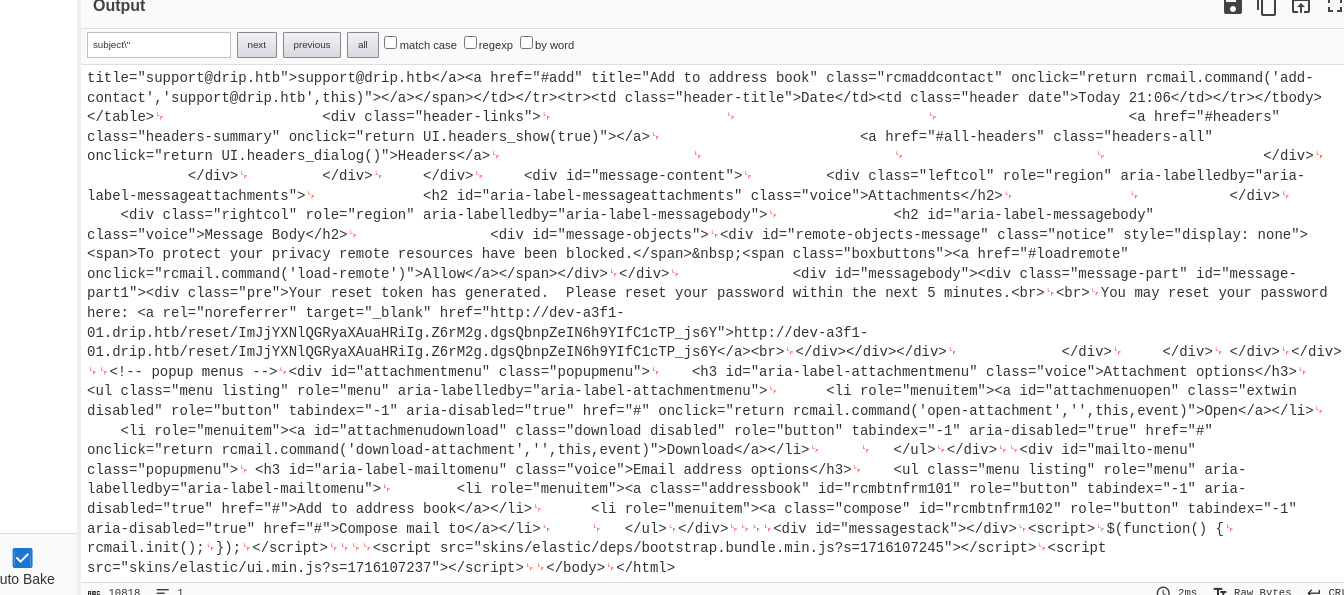 Output
subject\"
next
previous
all
match case
regexp
by word
title="support@drip.htb">support@drip.htb</a><a href="#add" title="Add to address book" class="rcmaddcontact" onclick="return rcmail.command('add-
contact','support@drip.htb',this)"></a></span></td></tr><tr><td class="header-title">Date</td><td class="header date">Today 21:06</td></tr></tbody>
</table> <div class="header-links"> <a href="#headers"
class="headers-summary" onclick="return UI.headers_show(true)"></a> <a href="#all-headers" class="headers-all"
onclick="return UI.headers_dialog()">Headers</a> </div>
</div> </div> </div> <div id="message-content"> <div class="leftcol" role="region" aria-labelledby="aria-
label-messageattachments"> <h2 id="aria-label-messageattachments" class="voice">Attachments</h2> </div>
<div class="rightcol" role="region" aria-labelledby="aria-label-messagebody"> <h2 id="aria-label-messagebody"
class="voice">Message Body</h2> <div id="message-objects"><div id="remote-objects-message" class="notice" style="display: none">
<span>To protect your privacy remote resources have been blocked.</span>&nbsp;<span class="boxbuttons"><a href="#loadremote"
onclick="rcmail.command('load-remote')">Allow</a></span></div></div> <div id="messagebody"><div class="message-part" id="message-
part1"><div class="pre">Your reset token has generated.  Please reset your password within the next 5 minutes.<br><br>You may reset your password
here: <a rel="noreferrer" target="_blank" href="http://dev-a3f1-
01.drip.htb/reset/ImJjYXNlQGRyaXAuaHRiIg.Z6rM2g.dgsQbnpZeIN6h9YIfC1cTP_js6Y">http://dev-a3f1-
01.drip.htb/reset/ImJjYXNlQGRyaXAuaHRiIg.Z6rM2g.dgsQbnpZeIN6h9YIfC1cTP_js6Y</a><br></div></div></div> </div> </div> </div></div>
<!-- popup menus --><div id="attachmentmenu" class="popupmenu"> <h3 id="aria-label-attachmentmenu" class="voice">Attachment options</h3>
<ul class="menu listing" role="menu" aria-labelledby="aria-label-attachmentmenu"> <li role="menuitem"><a id="attachmenuopen" class="extwin
disabled" role="button" tabindex="-1" aria-disabled="true" href="#" onclick="return rcmail.command('open-attachment','',this,event)">Open</a></li>
<li role="menuitem"><a id="attachmenudownload" class="download disabled" role="button" tabindex="-1" aria-disabled="true" href="#"
onclick="return rcmail.command('download-attachment','',this,event)">Download</a></li> </ul></div><div id="mailto-menu"
class="popupmenu"> <h3 id="aria-label-mailtomenu" class="voice">Email address options</h3> <ul class="menu listing" role="menu" aria-
labelledby="aria-label-mailtomenu"> <li role="menuitem"><a class="addressbook" id="rcmbtnfrm101" role="button" tabindex="-1" aria-
disabled="true" href="#">Add to address book</a></li> <li role="menuitem"><a class="compose" id="rcmbtnfrm102" role="button" tabindex="-1"
aria-disabled="true" href="#">Compose mail to</a></li> </ul></div><div id="messagestack"></div><script>$(function() {
rcmail.init();});</script><script src="skins/elastic/deps/bootstrap.bundle.min.js?s=1716107245"></script><script
src="skins/elastic/ui.min.js?s=1716107237"></script></body></html>
uto Bake
10818
1
2ms
Raw Bytes